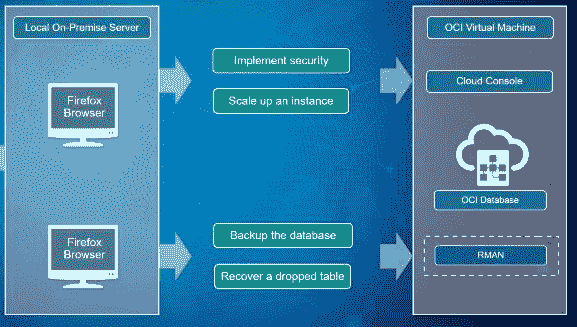 Local On-Premise Server
OCI Virtual Machine
Implement security
Cloud Console
Firefox
Browser
Scale up an instance
OCI Database
Backup the database
Firefox
Browser
RMAN
Recover a dropped table